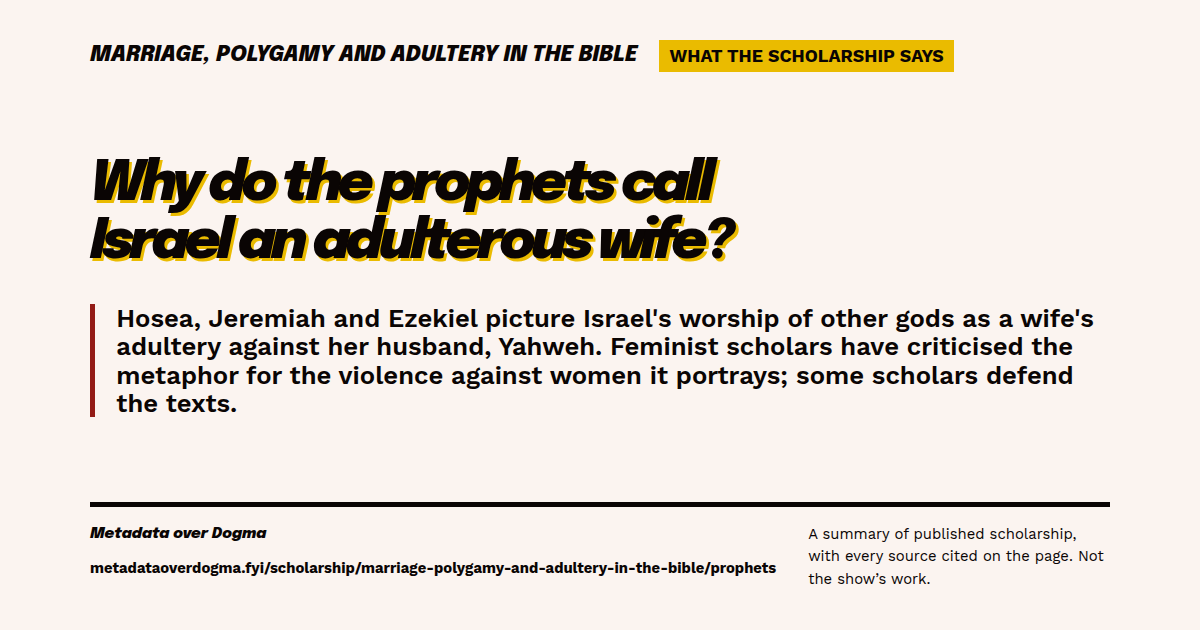 MARRIAGE, POLYGAMY AND ADULTERY IN THE BIBLE
WHAT THE SCHOLARSHIP SAYS
Why do the prophets call
Israel an adulterous wife?
Hosea, Jeremiah and Ezekiel picture Israel's worship of other gods as a wife's
adultery against her husband, Yahweh. Feminist scholars have criticised the
metaphor for the violence against women it portrays; some scholars defend
the texts.
Metadata over Dogma
metadataoverdogma.fyi/scholarship/marriage-polygamy-and-adultery-in-the-bible/prophets
A summary of published scholarship,
with every source cited on the page. Not
the show’s work.